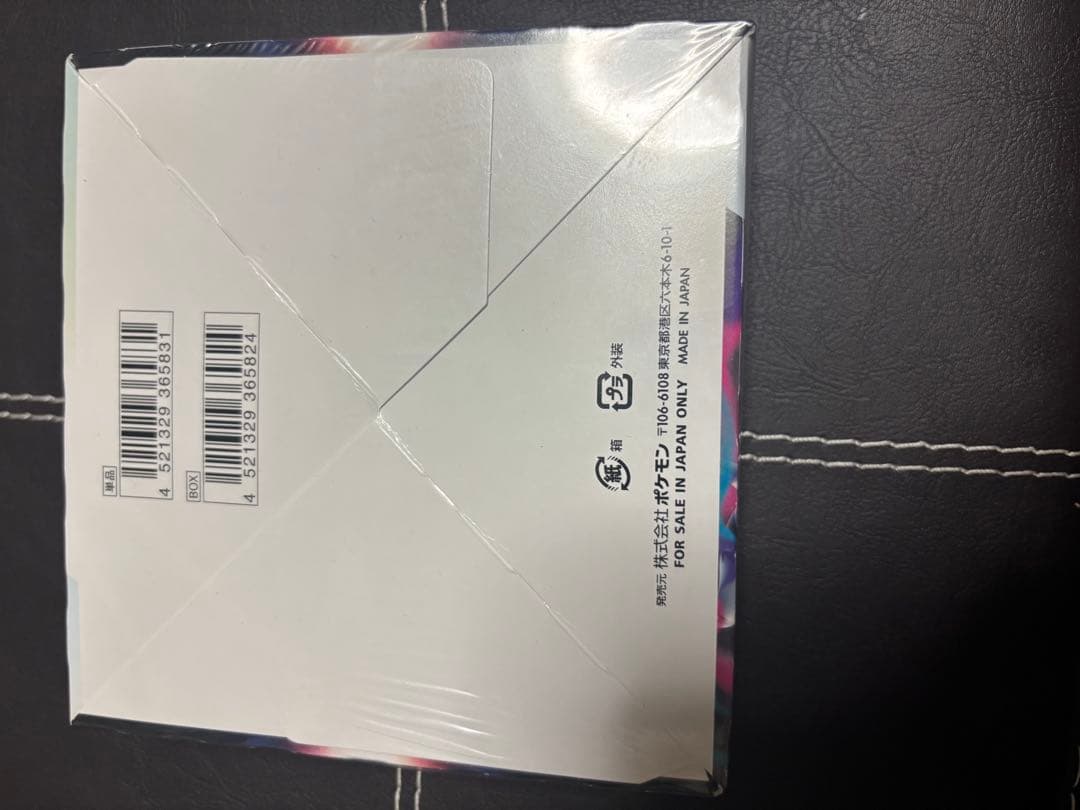 単品
4 521329 365831
BOX
4 521329 365824
紙 箱 プラ 外装
発売元 株式会社 ポケモン 〒106-6108 東京都港区六本木6-10-1
FOR SALE IN JAPAN ONLY MADE IN JAPAN